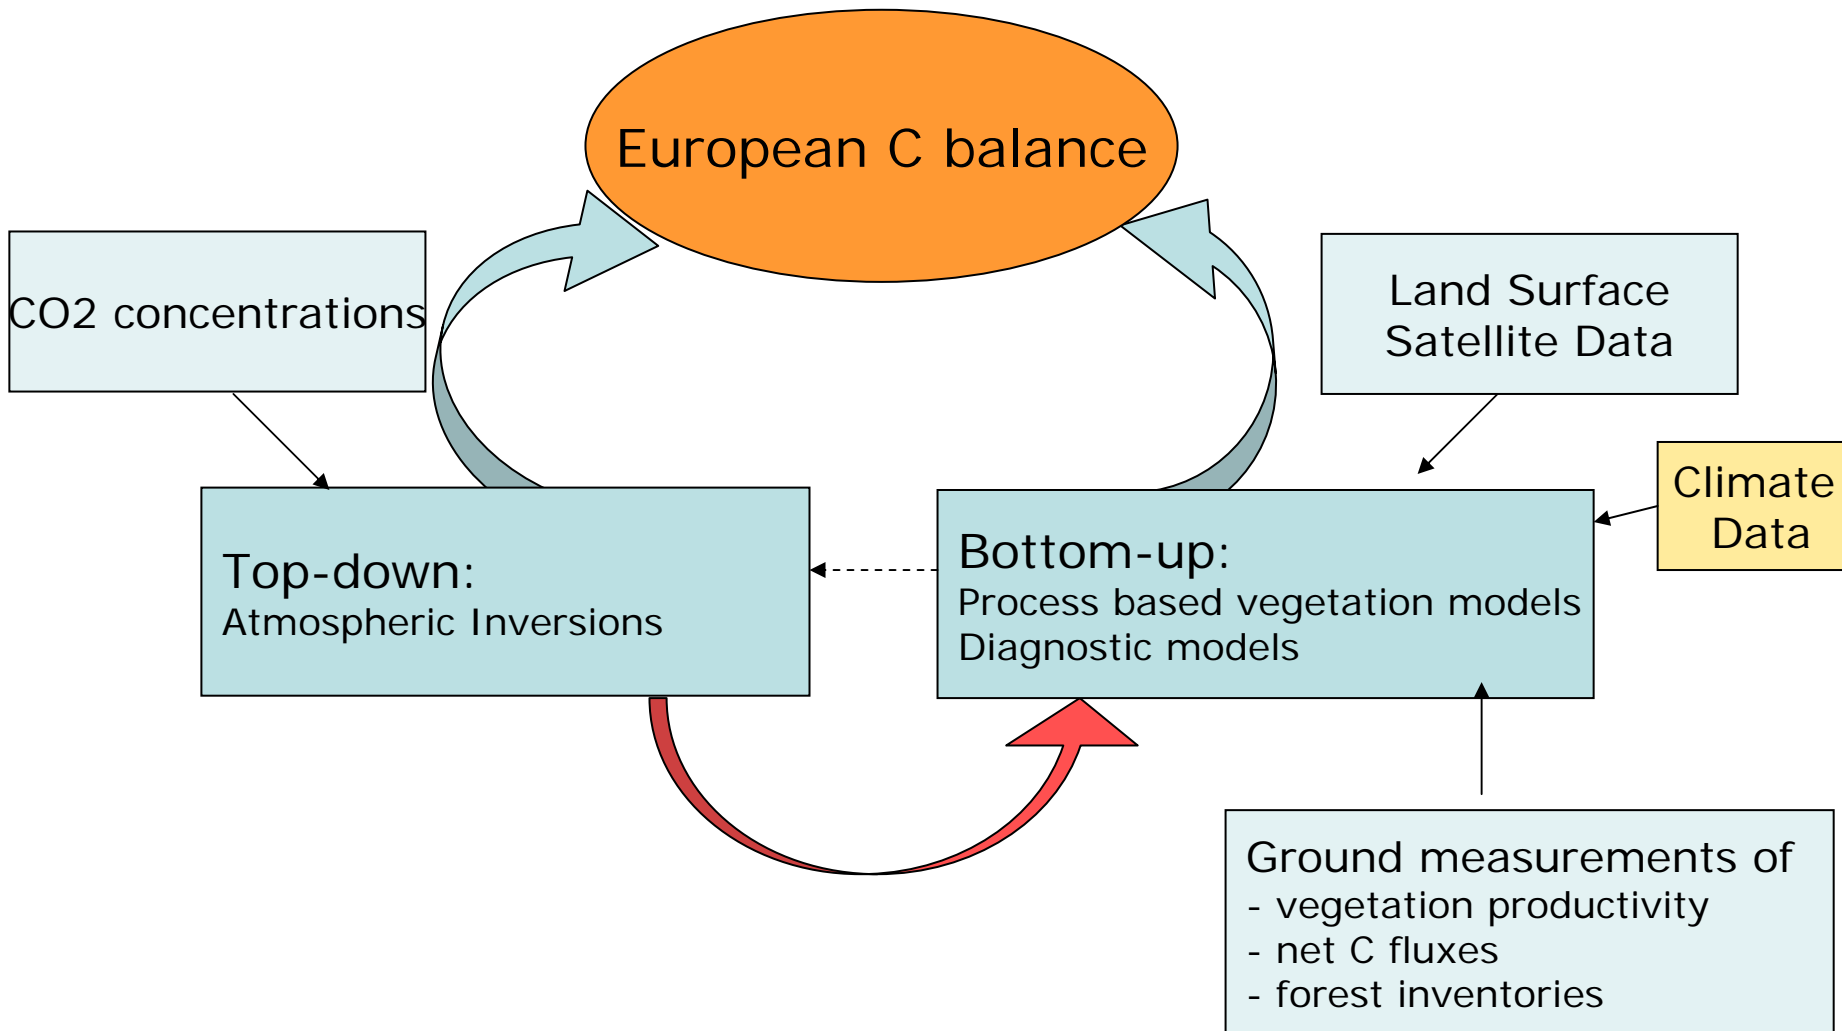 European C balance
CO2 concentrations
Land Surface
Satellite Data
Climate
Data
Top-down:
Atmospheric Inversions
Bottom-up:
Process based vegetation models
Diagnostic models
Ground measurements of
- vegetation productivity
- net C fluxes
- forest inventories